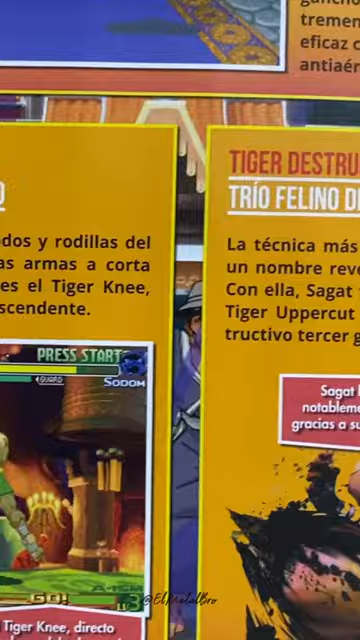 tremen
eficaz c
antiaér
dos y rodillas del
as armas a corta
es el Tiger Knee,
scendente.
PRESS START
GUARD
SODOM
GO!
Tiger Knee, directo
TIGER DESTRU
TRÍO FELINO D
La técnica más
un nombre reve
Con ella, Sagat
Tiger Uppercut
tructivo tercer g
Sagat
notableme
gracias a su
@ElMetalBro